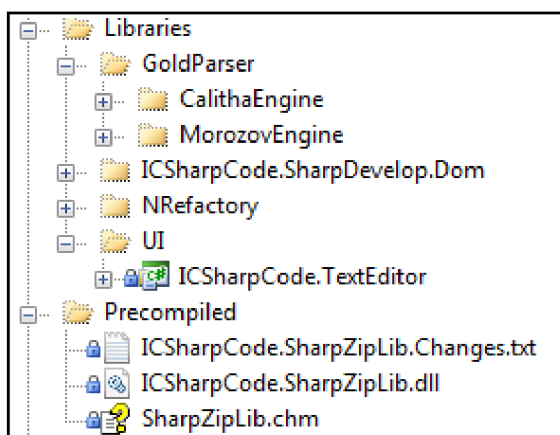 Libraries
GoldParser
CalithaEngine
MorozovEngine
ICSharpCode.SharpDevelop.Dom
NRefactory
UI
C# ICSharpCode.TextEditor
Precompiled
ICSharpCode.SharpZipLib.Changes.txt
ICSharpCode.SharpZipLib.dll
SharpZipLib.chm